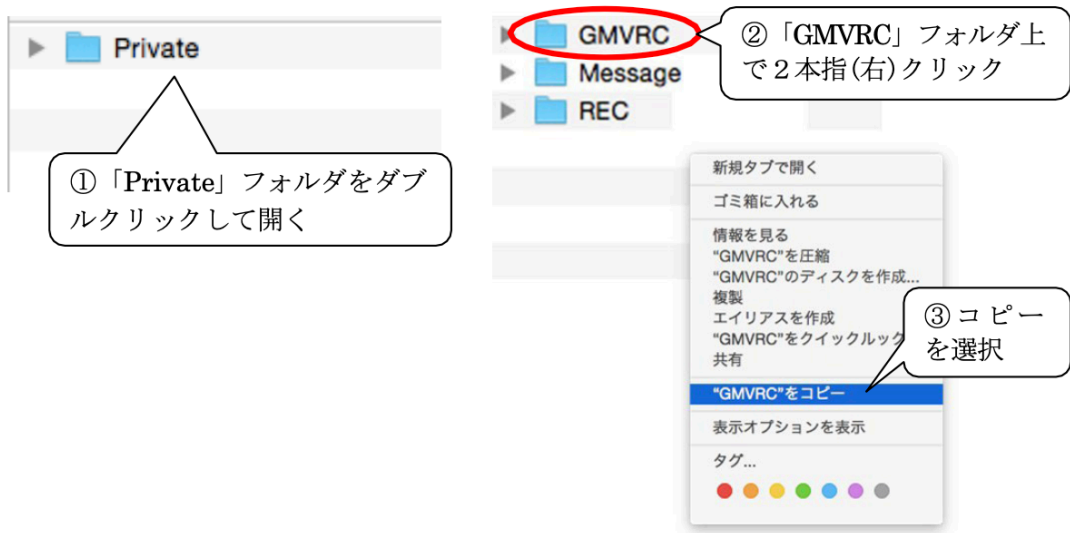 Private
①「Private」フォルダをダブ
ルクリックして開く
GMVRC
Message
REC
②「GMVRC」フォルダ上
で２本指(右)クリック
新規タブで開く
ゴミ箱に入れる
情報を見る
"GMVRC"を圧縮
"GMVRC"のディスクを作成...
複製
エイリアスを作成
"GMVRC"をクイックルック
共有
"GMVRC"をコピー
表示オプションを表示
タグ...
③コピー
を選択